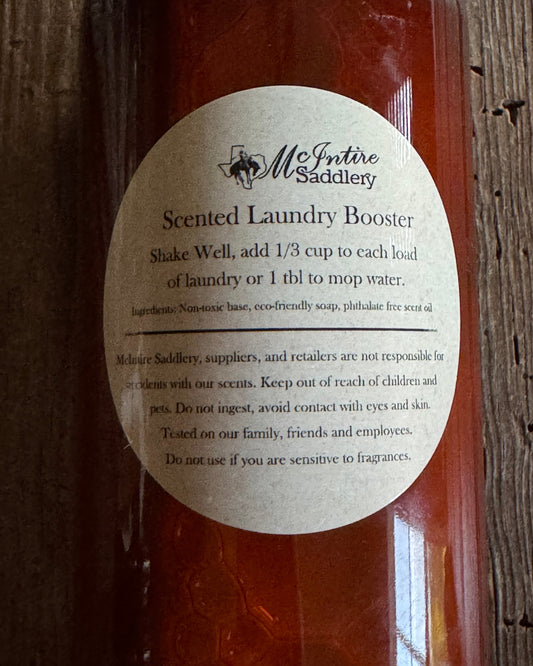 McIntire
Saddlery
Scented Laundry Booster
Shake Well, add 1/3 cup to each load
of laundry or 1 tbl to mop water.
Ingredients: Non-toxic base, eco-friendly soap, phthalate free scent oil
McIntire Saddlery, suppliers, and retailers are not responsible for
accidents with our scents. Keep out of reach of children and
pets. Do not ingest, avoid contact with eyes and skin.
Tested on our family, friends and employees.
Do not use if you are sensitive to fragrances.